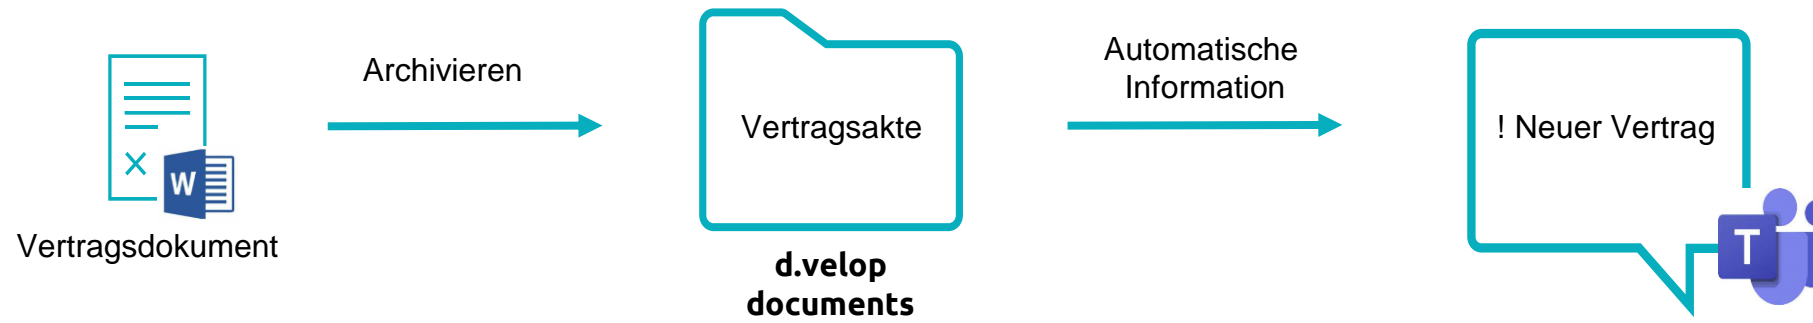 Vertragsdokument
W
Archivieren
Vertragsakte
d.velop
documents
Automatische
Information
! Neuer Vertrag
T